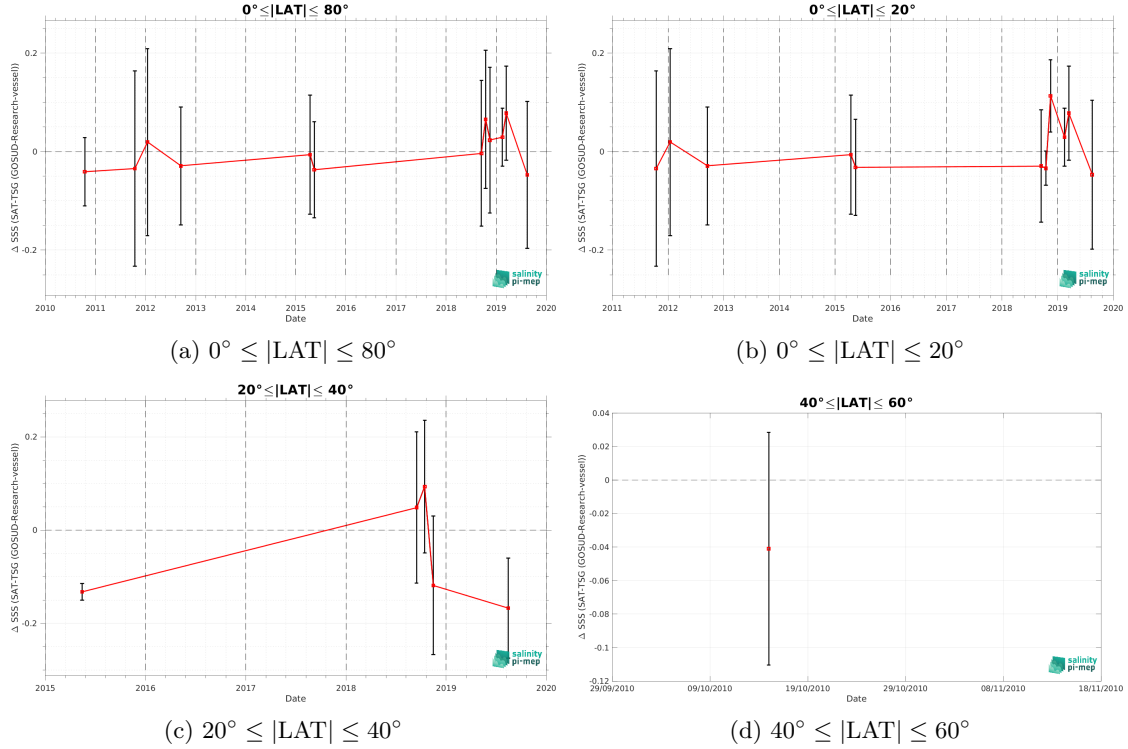 0°≤|LAT|≤ 80°
Δ SSS (SAT-TSG (GOSUD-Research-vessel))
0.2
0
-0.2
2010 2011 2012 2013 2014 2015 2016 2017 2018 2019 2020
Date
salinity
pi-mep
(a) 0° ≤ |LAT| ≤ 80°
0°≤|LAT|≤ 20°
Δ SSS (SAT-TSG (GOSUD-Research-vessel))
0.2
0
-0.2
2011 2012 2013 2014 2015 2016 2017 2018 2019 2020
Date
salinity
pi-mep
(b) 0° ≤ |LAT| ≤ 20°
20°≤|LAT|≤ 40°
Δ SSS (SAT-TSG (GOSUD-Research-vessel))
0.2
0
-0.2
2015 2016 2017 2018 2019 2020
Date
salinity
pi-mep
(c) 20° ≤ |LAT| ≤ 40°
40°≤|LAT|≤ 60°
Δ SSS (SAT-TSG (GOSUD-Research-vessel))
0.04
0.02
0
-0.02
-0.04
-0.06
-0.08
-0.1
-0.12
29/09/2010 09/10/2010 19/10/2010 29/10/2010 08/11/2010 18/11/2010
Date
salinity
pi-mep
(d) 40° ≤ |LAT| ≤ 60°